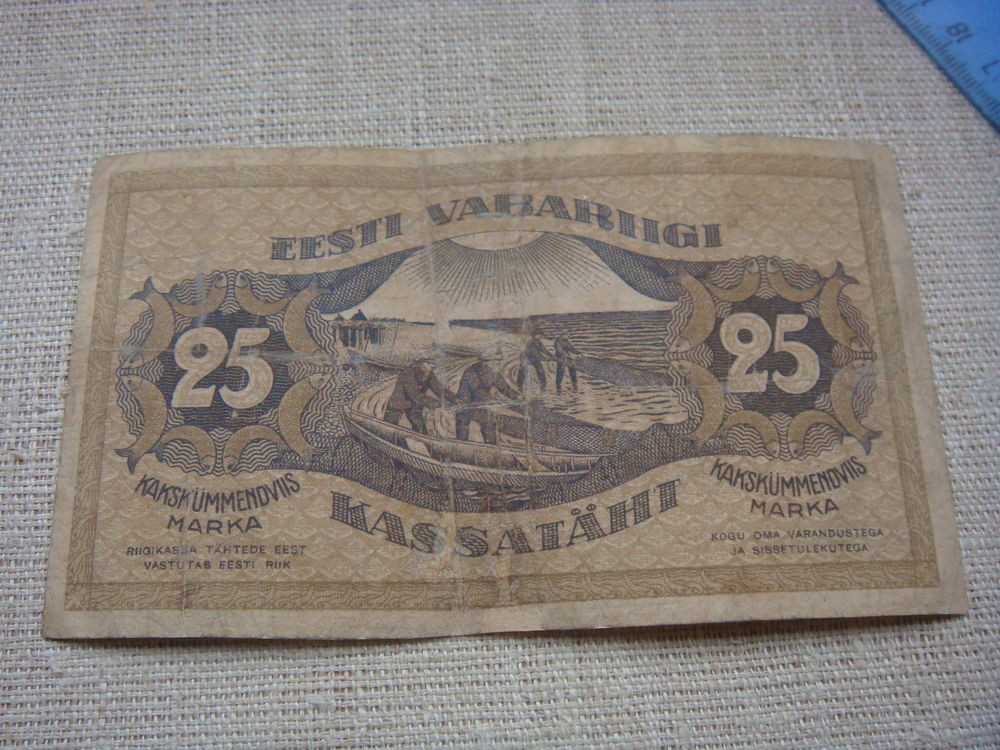 EESTI VABARIIGI
25
25
KAKSKÜMMENDVIIS
MARKA
KASSATÄHT
KAKSKÜMMENDVIIS
MARKA
RIIGIKASSA TÄHTEDE EEST
VASTUTAB EESTI RIIK
KOGU OMA VARANDUSTEGA
JA SISSETULEKUTEGA
18